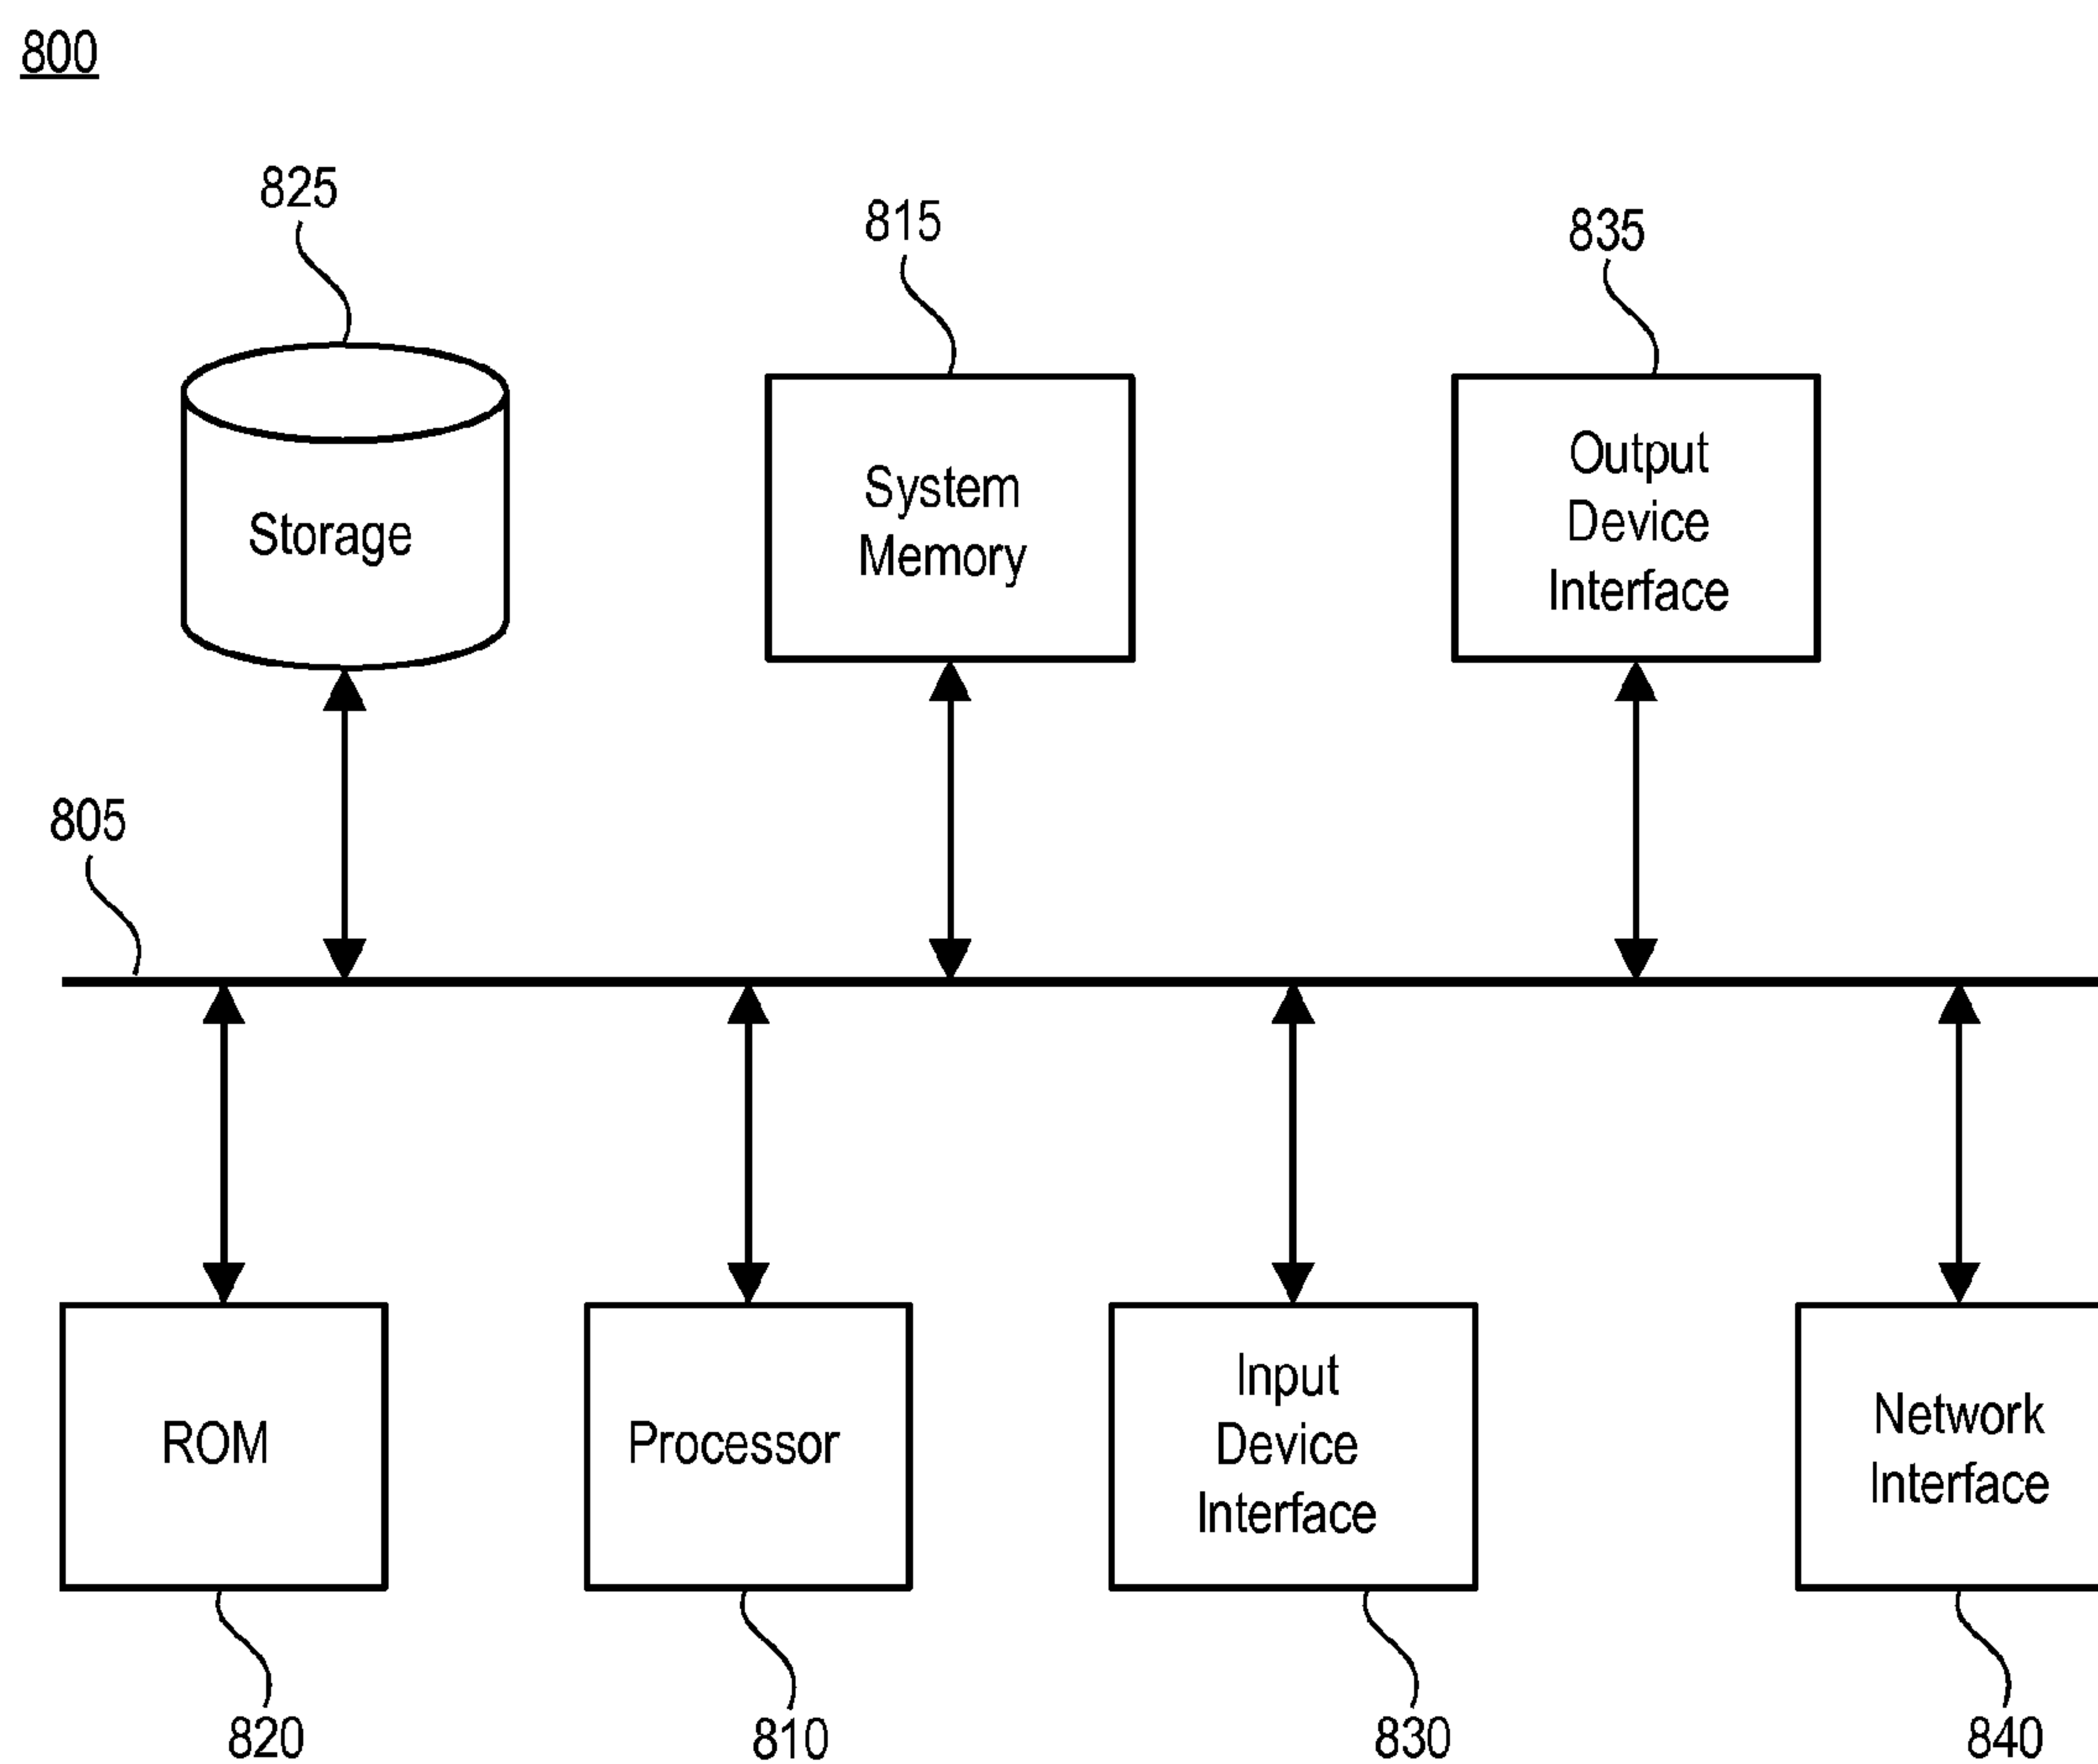 800
825
815
835
Storage
System
Memory
Output
Device
Interface
805
ROM
Processor
Input
Device
Interface
Network
Interface
820
810
830
840